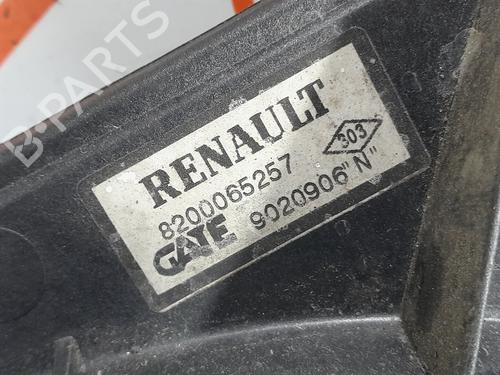 B-PARTS
RENAULT
8200065257
303
GATE 9020906"N"